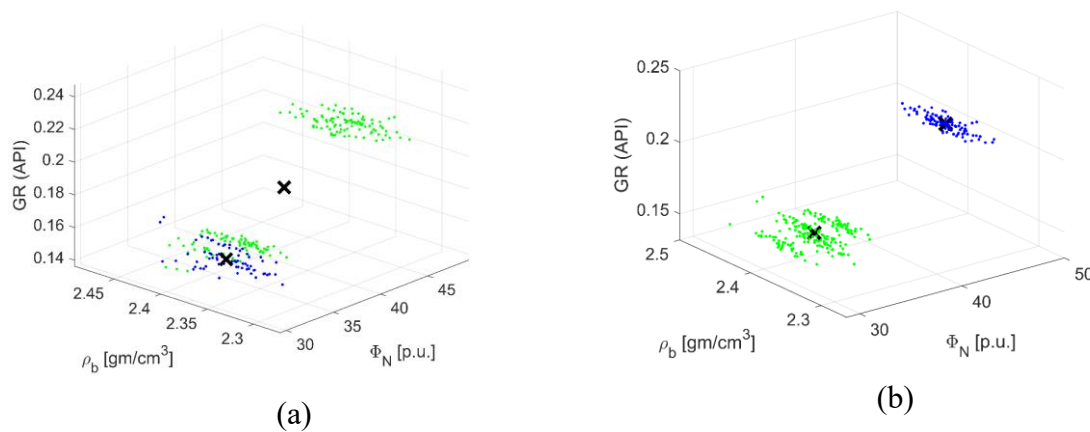 0.24
0.22
0.2
0.18
0.16
0.14
GR (API)
2.45
2.4
2.35
2.3
ρb [gm/cm³]
30
35
40
45
ΦN [p.u.]
(a)
0.25
0.2
0.15
GR (API)
2.5
2.4
2.3
ρb [gm/cm³]
30
40
50
ΦN [p.u.]
(b)